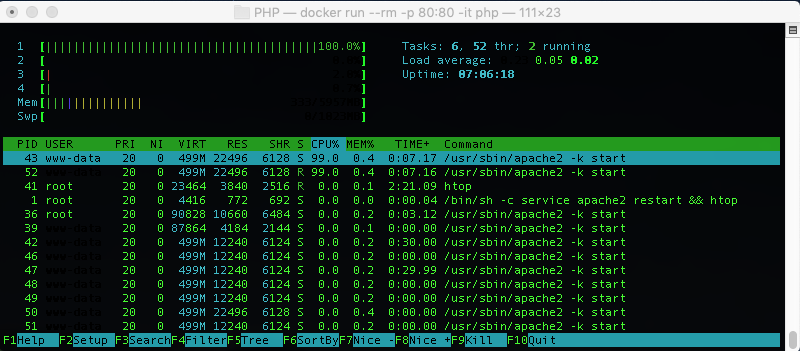 PHP — docker run --rm -p 80:80 -it php — 111×23
1 [||||||||||||||||||||||||||||||||||||||100.0%] Tasks: 6, 52 thr; 2 running
2 [ ] Load average: 0.05 0.02
3 [| ] Uptime: 07:06:18
4 [| ]
Mem[|||||||||||||| ]
Swp[ ]
PID USER PRI NI VIRT RES SHR S CPU% MEM% TIME+ Command
43 www-data 20 0 499M 22496 6128 S 99.0 0.4 0:07.17 /usr/sbin/apache2 -k start
52 www-data 20 0 499M 22496 6128 R 99.0 0.4 0:07.16 /usr/sbin/apache2 -k start
41 root 20 0 23464 3840 2516 R 0.0 0.1 2:21.09 htop
1 root 20 0 4416 772 692 S 0.0 0.0 0:00.04 /bin/sh -c service apache2 restart && htop
36 root 20 0 90828 10660 6484 S 0.0 0.2 0:03.12 /usr/sbin/apache2 -k start
39 www-data 20 0 87864 4184 2144 S 0.0 0.1 0:00.00 /usr/sbin/apache2 -k start
42 www-data 20 0 499M 12240 6128 S 0.0 0.2 0:30.00 /usr/sbin/apache2 -k start
46 www-data 20 0 499M 12240 6128 S 0.0 0.2 0:00.00 /usr/sbin/apache2 -k start
47 www-data 20 0 499M 12240 6128 S 0.0 0.2 0:29.99 /usr/sbin/apache2 -k start
48 www-data 20 0 499M 12240 6128 S 0.0 0.2 0:00.00 /usr/sbin/apache2 -k start
49 www-data 20 0 499M 12240 6128 S 0.0 0.2 0:00.00 /usr/sbin/apache2 -k start
50 www-data 20 0 499M 22496 6128 S 0.0 0.4 0:00.00 /usr/sbin/apache2 -k start
51 www-data 20 0 499M 12240 6128 S 0.0 0.2 0:00.00 /usr/sbin/apache2 -k start
F1Help F2Setup F3SearchF4FilterF5Tree F6SortByF7Nice -F8Nice +F9Kill F10Quit